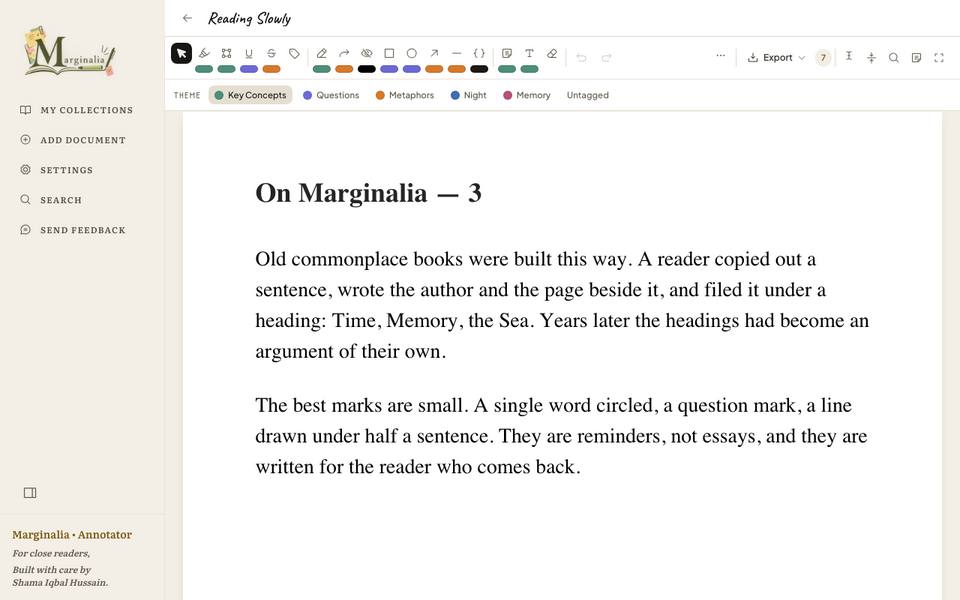 Marginalia
MY COLLECTIONS
ADD DOCUMENT
SETTINGS
SEARCH
SEND FEEDBACK
Marginalia • Annotator
For close readers,
Built with care by
Shama Iqbal Hussain.
Reading Slowly
Export
7
THEME
Key Concepts
Questions
Metaphors
Night
Memory
Untagged
On Marginalia — 3
Old commonplace books were built this way. A reader copied out a
sentence, wrote the author and the page beside it, and filed it under a
heading: Time, Memory, the Sea. Years later the headings had become an
argument of their own.
The best marks are small. A single word circled, a question mark, a line
drawn under half a sentence. They are reminders, not essays, and they are
written for the reader who comes back.